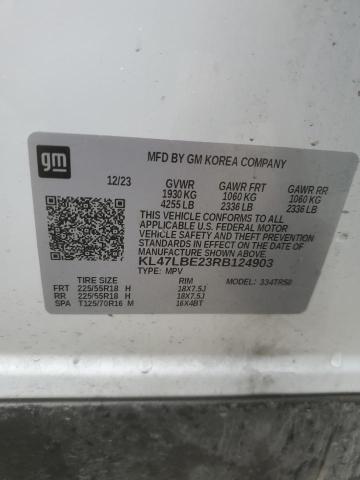 gm
MFD BY GM KOREA COMPANY
12/23 GVWR GAWR FRT GAWR RR
1930 KG 1060 KG 1060 KG
4255 LB 2336 LB 2336 LB
THIS VEHICLE CONFORMS TO ALL
APPLICABLE U.S. FEDERAL MOTOR
VEHICLE SAFETY AND THEFT PREVENTION
STANDARDS IN EFFECT ON THE DATE OF
MANUFACTURE SHOWN ABOVE.
KL47LBE23RB124903
TYPE: MPV MODEL: 334TR58
TIRE SIZE RIM
FRT 225/55R18 H 18X7.5J
RR 225/55R18 H 18X7.5J
SPA T125/70R16 M 16X4BT